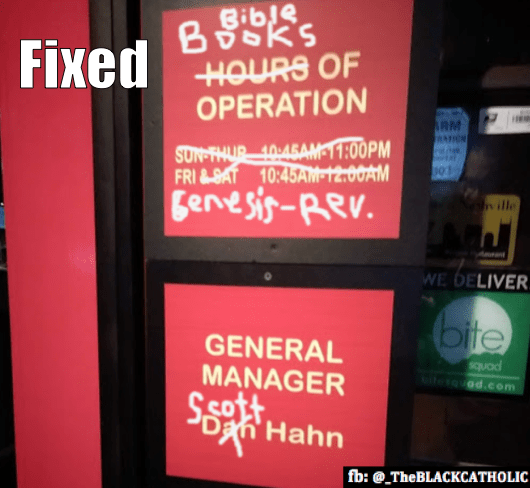 Fixed
Bible
Books
HOURS OF
OPERATION
SUN-THUR 10:45AM-11:00PM
FRI & SAT 10:45AM-12:00AM
Genesis-Rev.
GENERAL
MANAGER
Scott
Dan Hahn
WE DELIVER
bite
squad
bitesquad.com
fb: @_TheBLACKCATHOLIC